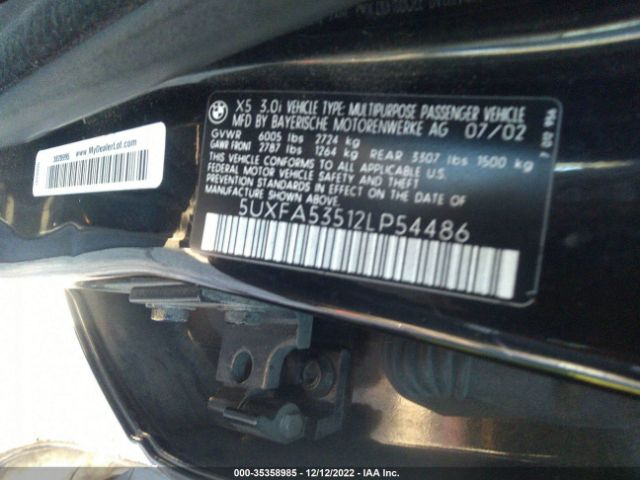 X5 3.0i VEHICLE TYPE: MULTIPURPOSE PASSENGER VEHICLE
MFD BY BAYERISCHE MOTORENWERKE AG 07/02
GVWR 6005 lbs 2724 kg
GAWR FRONT 2787 lbs 1264 kg REAR 3307 lbs 1500 kg
THIS VEHICLE CONFORMS TO ALL APPLICABLE U.S.
FEDERAL MOTOR VEHICLE SAFETY STANDARDS IN
EFFECT ON THE DATE OF MANUFACTURE SHOWN
ABOVE.
5UXFA53512LP54486
www.MyDealerLot.com
000-35358985 - 12/12/2022 - IAA Inc.